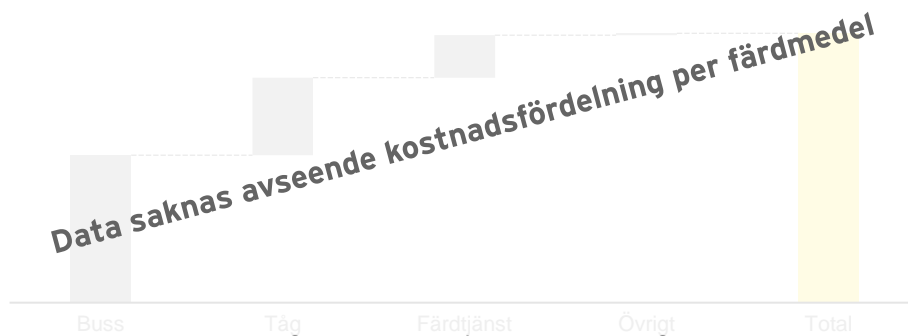 Data saknas avseende kostnadsfördelning per färdmedel
Buss Tåg Färdtjänst Övrigt Total